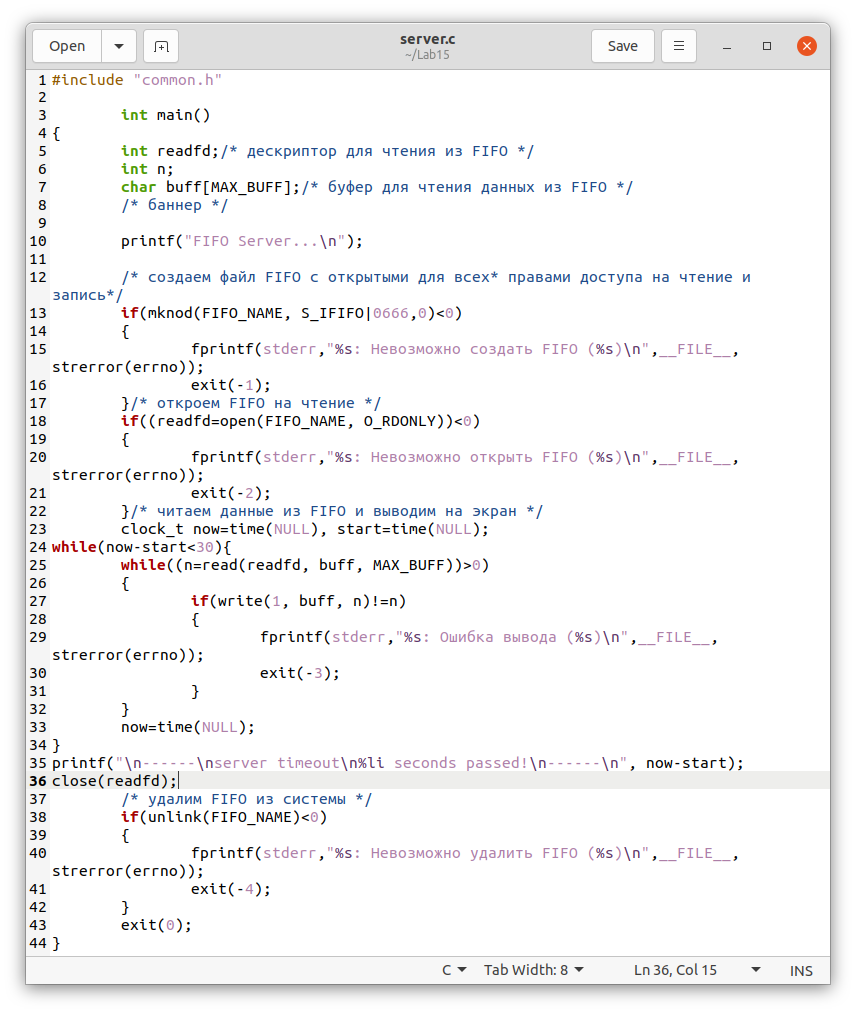 Open
server.c
~/Lab15
Save
1 #include "common.h"
2
3 int main()
4 {
5 int readfd;/* дескриптор для чтения из FIFO */
6 int n;
7 char buff[MAX_BUFF];/* буфер для чтения данных из FIFO */
8 /* баннер */
9
10 printf("FIFO Server...\n");
11
12 /* создаем файл FIFO с открытыми для всех* правами доступа на чтение и
запись*/
13 if(mknod(FIFO_NAME, S_IFIFO|0666,0)<0)
14 {
15 fprintf(stderr,"%s: Невозможно создать FIFO (%s)\n",__FILE__,
strerror(errno));
16 exit(-1);
17 }/* откроем FIFO на чтение */
18 if((readfd=open(FIFO_NAME, O_RDONLY))<0)
19 {
20 fprintf(stderr,"%s: Невозможно открыть FIFO (%s)\n",__FILE__,
strerror(errno));
21 exit(-2);
22 }/* читаем данные из FIFO и выводим на экран */
23 clock_t now=time(NULL), start=time(NULL);
24 while(now-start<30){
25 while((n=read(readfd, buff, MAX_BUFF))>0)
26 {
27 if(write(1, buff, n)!=n)
28 {
29 fprintf(stderr,"%s: Ошибка вывода (%s)\n",__FILE__,
strerror(errno));
30 exit(-3);
31 }
32 }
33 now=time(NULL);
34 }
35 printf("\n------\nserver timeout\n%li seconds passed!\n------\n", now-start);
36 close(readfd);
37 /* удалим FIFO из системы */
38 if(unlink(FIFO_NAME)<0)
39 {
40 fprintf(stderr,"%s: Невозможно удалить FIFO (%s)\n",__FILE__,
strerror(errno));
41 exit(-4);
42 }
43 exit(0);
44 }
C Tab Width: 8 Ln 36, Col 15 INS